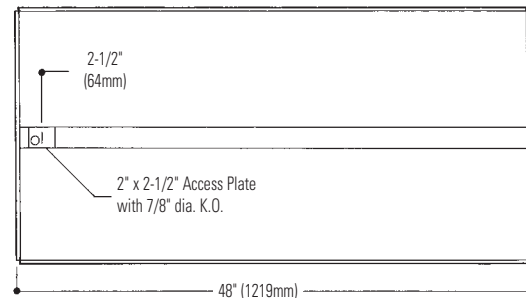 2-1/2"
(64mm)
2" x 2-1/2" Access Plate
with 7/8" dia. K.O.
48" (1219mm)